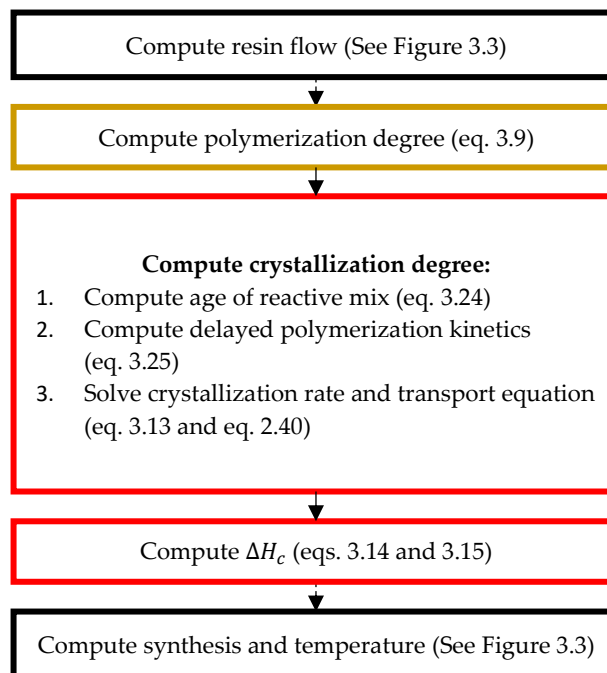 Compute resin flow (See Figure 3.3)
Compute polymerization degree (eq. 3.9)
Compute crystallization degree:
1. Compute age of reactive mix (eq. 3.24)
2. Compute delayed polymerization kinetics
(eq. 3.25)
3. Solve crystallization rate and transport equation
(eq. 3.13 and eq. 2.40)
Compute Δ𝐻𝑐 (eqs. 3.14 and 3.15)
Compute synthesis and temperature (See Figure 3.3)